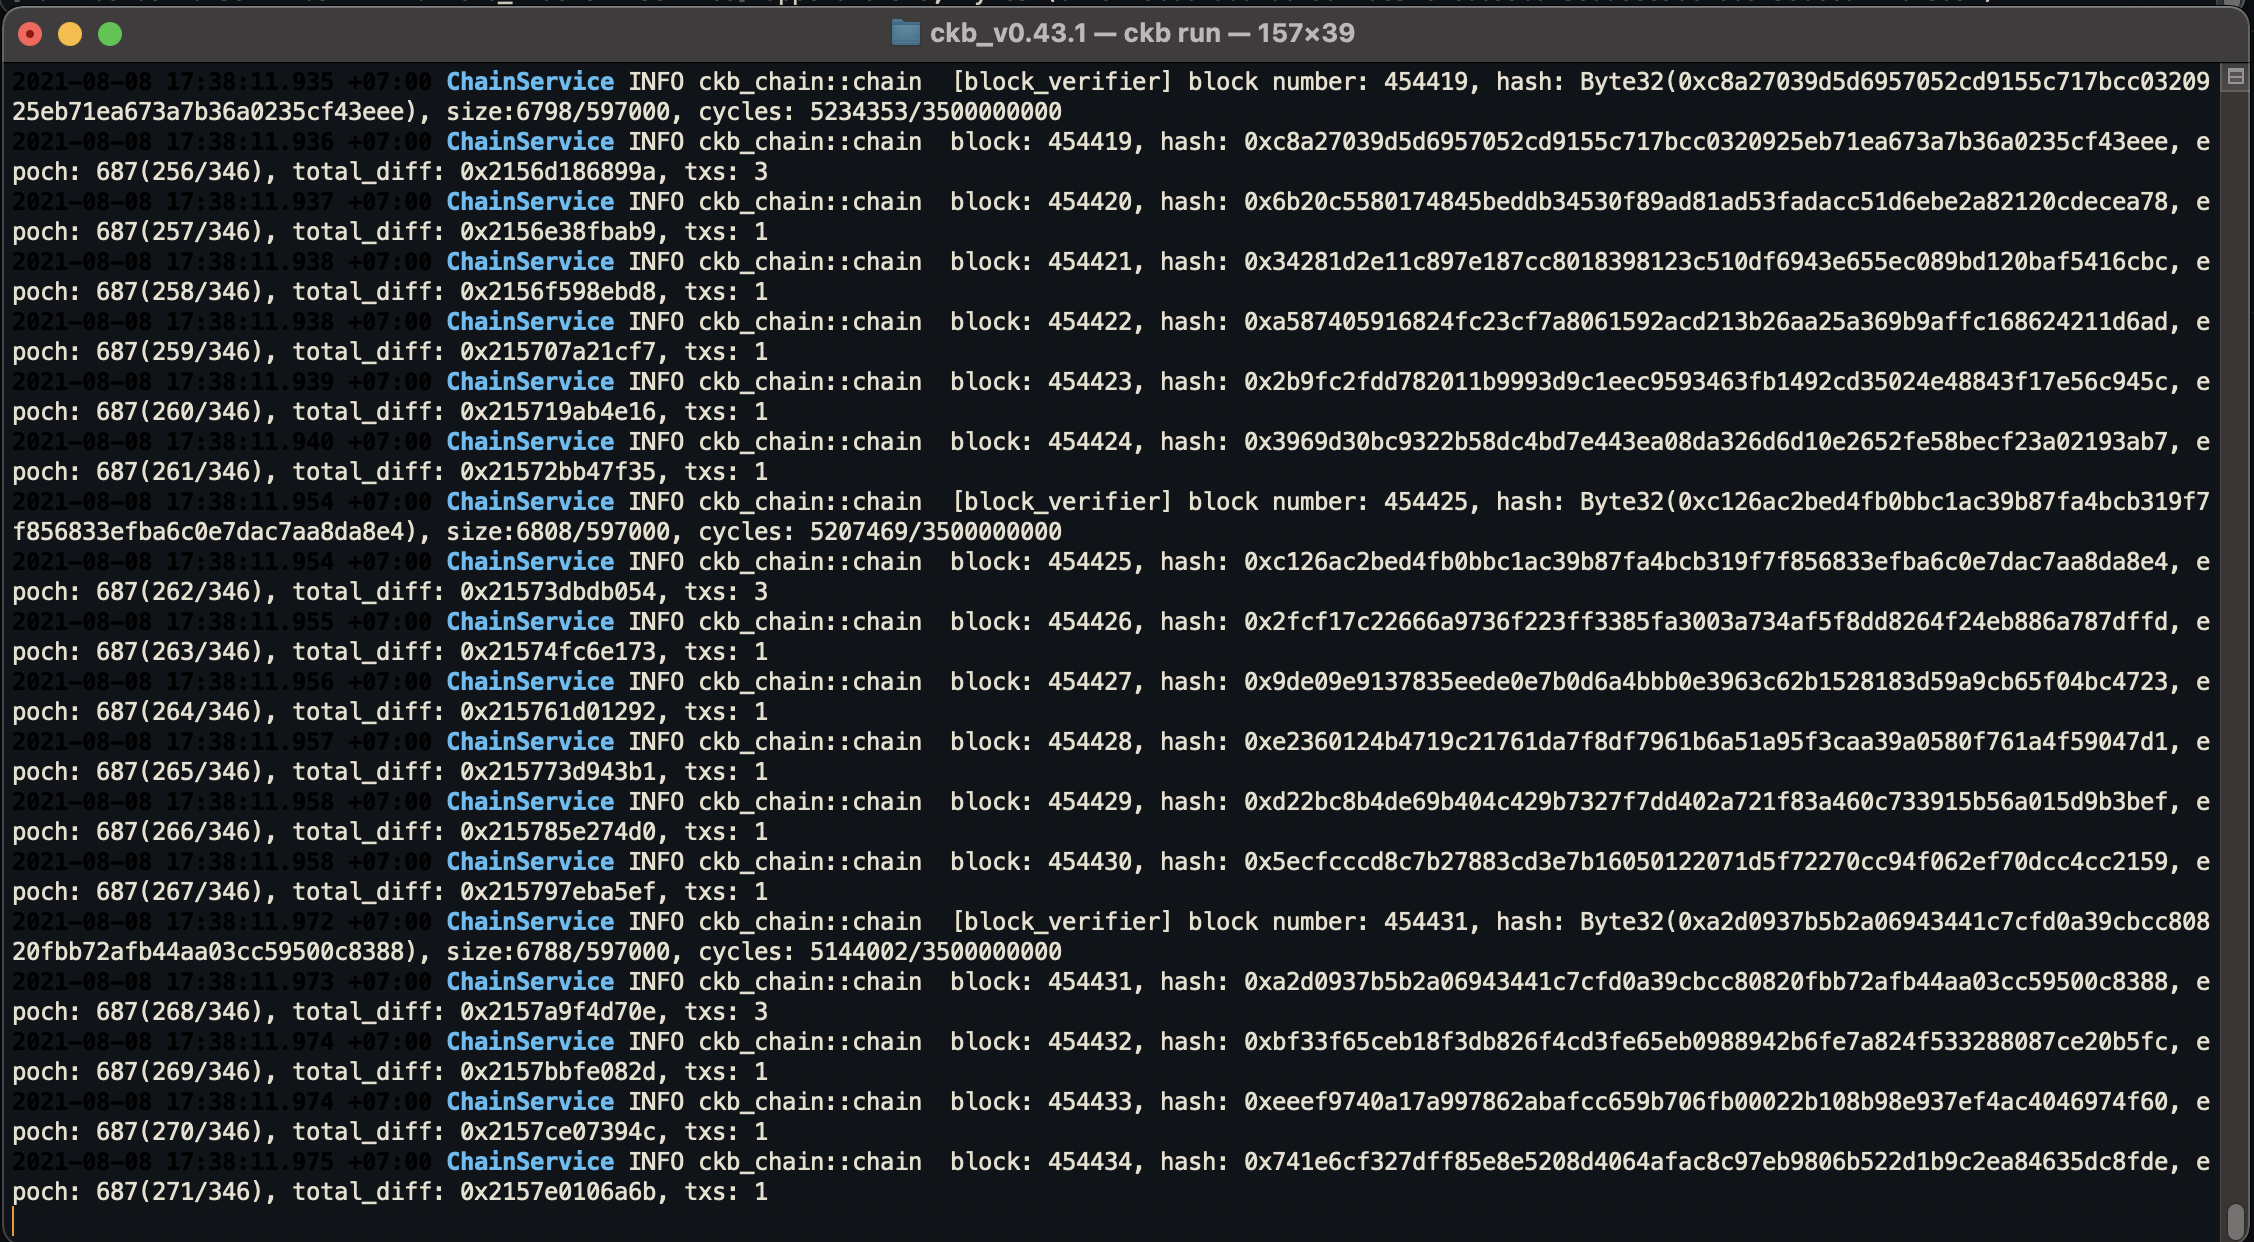 ckb_v0.43.1 — ckb run — 157×39
2021-08-08 17:38:11.935 +07:00 ChainService INFO ckb_chain::chain  [block_verifier] block number: 454419, hash: Byte32(0xc8a27039d5d6957052cd9155c717bcc03209
25eb71ea673a7b36a0235cf43eee), size:6798/597000, cycles: 5234353/3500000000
2021-08-08 17:38:11.936 +07:00 ChainService INFO ckb_chain::chain  block: 454419, hash: 0xc8a27039d5d6957052cd9155c717bcc0320925eb71ea673a7b36a0235cf43eee, e
poch: 687(256/346), total_diff: 0x2156d186899a, txs: 3
2021-08-08 17:38:11.937 +07:00 ChainService INFO ckb_chain::chain  block: 454420, hash: 0x6b20c5580174845beddb34530f89ad81ad53fadacc51d6ebe2a82120cdecea78, e
poch: 687(257/346), total_diff: 0x2156e38fbab9, txs: 1
2021-08-08 17:38:11.938 +07:00 ChainService INFO ckb_chain::chain  block: 454421, hash: 0x34281d2e11c897e187cc8018398123c510df6943e655ec089bd120baf5416cbc, e
poch: 687(258/346), total_diff: 0x2156f598ebd8, txs: 1
2021-08-08 17:38:11.938 +07:00 ChainService INFO ckb_chain::chain  block: 454422, hash: 0xa587405916824fc23cf7a8061592acd213b26aa25a369b9affc168624211d6ad, e
poch: 687(259/346), total_diff: 0x215707a21cf7, txs: 1
2021-08-08 17:38:11.939 +07:00 ChainService INFO ckb_chain::chain  block: 454423, hash: 0x2b9fc2fdd782011b9993d9c1eec9593463fb1492cd35024e48843f17e56c945c, e
poch: 687(260/346), total_diff: 0x215719ab4e16, txs: 1
2021-08-08 17:38:11.940 +07:00 ChainService INFO ckb_chain::chain  block: 454424, hash: 0x3969d30bc9322b58dc4bd7e443ea08da326d6d10e2652fe58becf23a02193ab7, e
poch: 687(261/346), total_diff: 0x21572bb47f35, txs: 1
2021-08-08 17:38:11.954 +07:00 ChainService INFO ckb_chain::chain  [block_verifier] block number: 454425, hash: Byte32(0xc126ac2bed4fb0bbc1ac39b87fa4bcb319f7
f856833efba6c0e7dac7aa8da8e4), size:6808/597000, cycles: 5207469/3500000000
2021-08-08 17:38:11.954 +07:00 ChainService INFO ckb_chain::chain  block: 454425, hash: 0xc126ac2bed4fb0bbc1ac39b87fa4bcb319f7f856833efba6c0e7dac7aa8da8e4, e
poch: 687(262/346), total_diff: 0x21573dbdb054, txs: 3
2021-08-08 17:38:11.955 +07:00 ChainService INFO ckb_chain::chain  block: 454426, hash: 0x2fcf17c22666a9736f223ff3385fa3003a734af5f8dd8264f24eb886a787dffd, e
poch: 687(263/346), total_diff: 0x21574fc6e173, txs: 1
2021-08-08 17:38:11.956 +07:00 ChainService INFO ckb_chain::chain  block: 454427, hash: 0x9de09e9137835eede0e7b0d6a4bbb0e3963c62b1528183d59a9cb65f04bc4723, e
poch: 687(264/346), total_diff: 0x215761d01292, txs: 1
2021-08-08 17:38:11.957 +07:00 ChainService INFO ckb_chain::chain  block: 454428, hash: 0xe2360124b4719c21761da7f8df7961b6a51a95f3caa39a0580f761a4f59047d1, e
poch: 687(265/346), total_diff: 0x215773d943b1, txs: 1
2021-08-08 17:38:11.958 +07:00 ChainService INFO ckb_chain::chain  block: 454429, hash: 0xd22bc8b4de69b404c429b7327f7dd402a721f83a460c733915b56a015d9b3bef, e
poch: 687(266/346), total_diff: 0x215785e274d0, txs: 1
2021-08-08 17:38:11.958 +07:00 ChainService INFO ckb_chain::chain  block: 454430, hash: 0x5ecfcccd8c7b27883cd3e7b16050122071d5f72270cc94f062ef70dcc4cc2159, e
poch: 687(267/346), total_diff: 0x215797eba5ef, txs: 1
2021-08-08 17:38:11.972 +07:00 ChainService INFO ckb_chain::chain  [block_verifier] block number: 454431, hash: Byte32(0xa2d0937b5b2a06943441c7cfd0a39cbcc808
20fbb72afb44aa03cc59500c8388), size:6788/597000, cycles: 5144002/3500000000
2021-08-08 17:38:11.973 +07:00 ChainService INFO ckb_chain::chain  block: 454431, hash: 0xa2d0937b5b2a06943441c7cfd0a39cbcc80820fbb72afb44aa03cc59500c8388, e
poch: 687(268/346), total_diff: 0x2157a9f4d70e, txs: 3
2021-08-08 17:38:11.974 +07:00 ChainService INFO ckb_chain::chain  block: 454432, hash: 0xbf33f65ceb18f3db826f4cd3fe65eb0988942b6fe7a824f533288087ce20b5fc, e
poch: 687(269/346), total_diff: 0x2157bbfe082d, txs: 1
2021-08-08 17:38:11.974 +07:00 ChainService INFO ckb_chain::chain  block: 454433, hash: 0xeeef9740a17a997862abafcc659b706fb00022b108b98e937ef4ac4046974f60, e
poch: 687(270/346), total_diff: 0x2157ce07394c, txs: 1
2021-08-08 17:38:11.975 +07:00 ChainService INFO ckb_chain::chain  block: 454434, hash: 0x741e6cf327dff85e8e5208d4064afac8c97eb9806b522d1b9c2ea84635dc8fde, e
poch: 687(271/346), total_diff: 0x2157e0106a6b, txs: 1